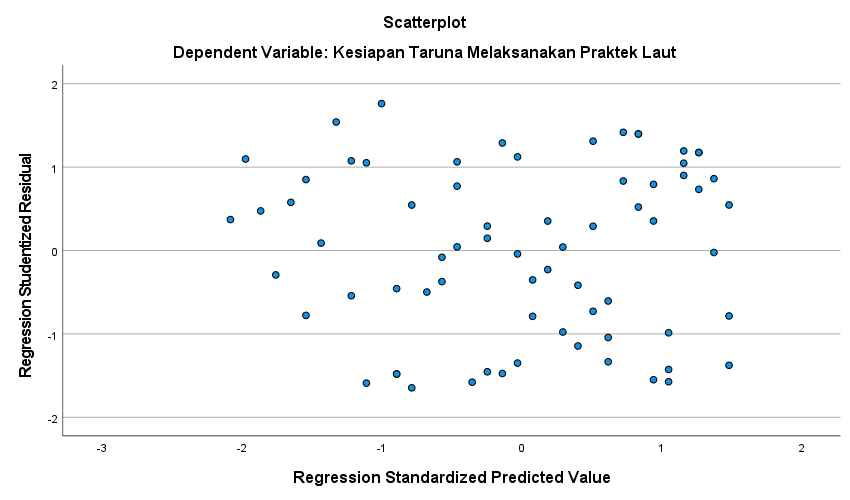 Scatterplot
Dependent Variable: Kesiapan Taruna Melaksanakan Praktek Laut
Regression Studentized Residual
2
1
0
-1
-2
-3 -2 -1 0 1 2
Regression Standardized Predicted Value